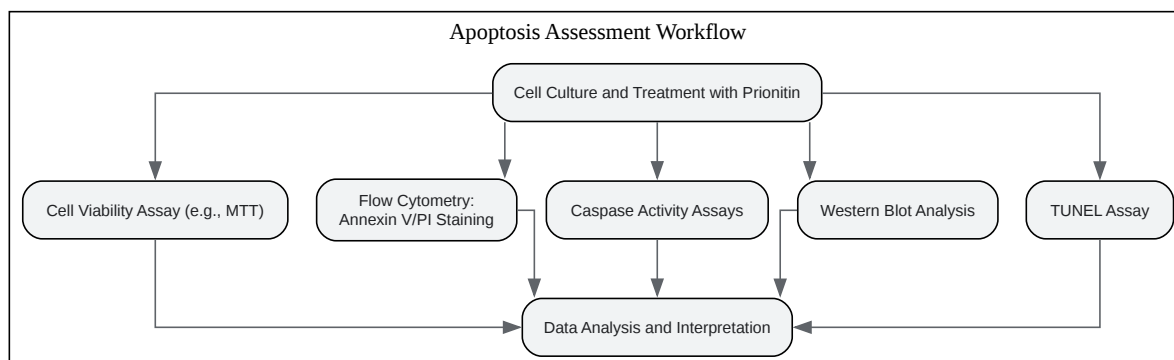 Apoptosis Assessment Workflow
Cell Culture and Treatment with Prionitin
Cell Viability Assay (e.g., MTT)
Flow Cytometry:
Annexin V/PI Staining
Caspase Activity Assays
Western Blot Analysis
TUNEL Assay
Data Analysis and Interpretation